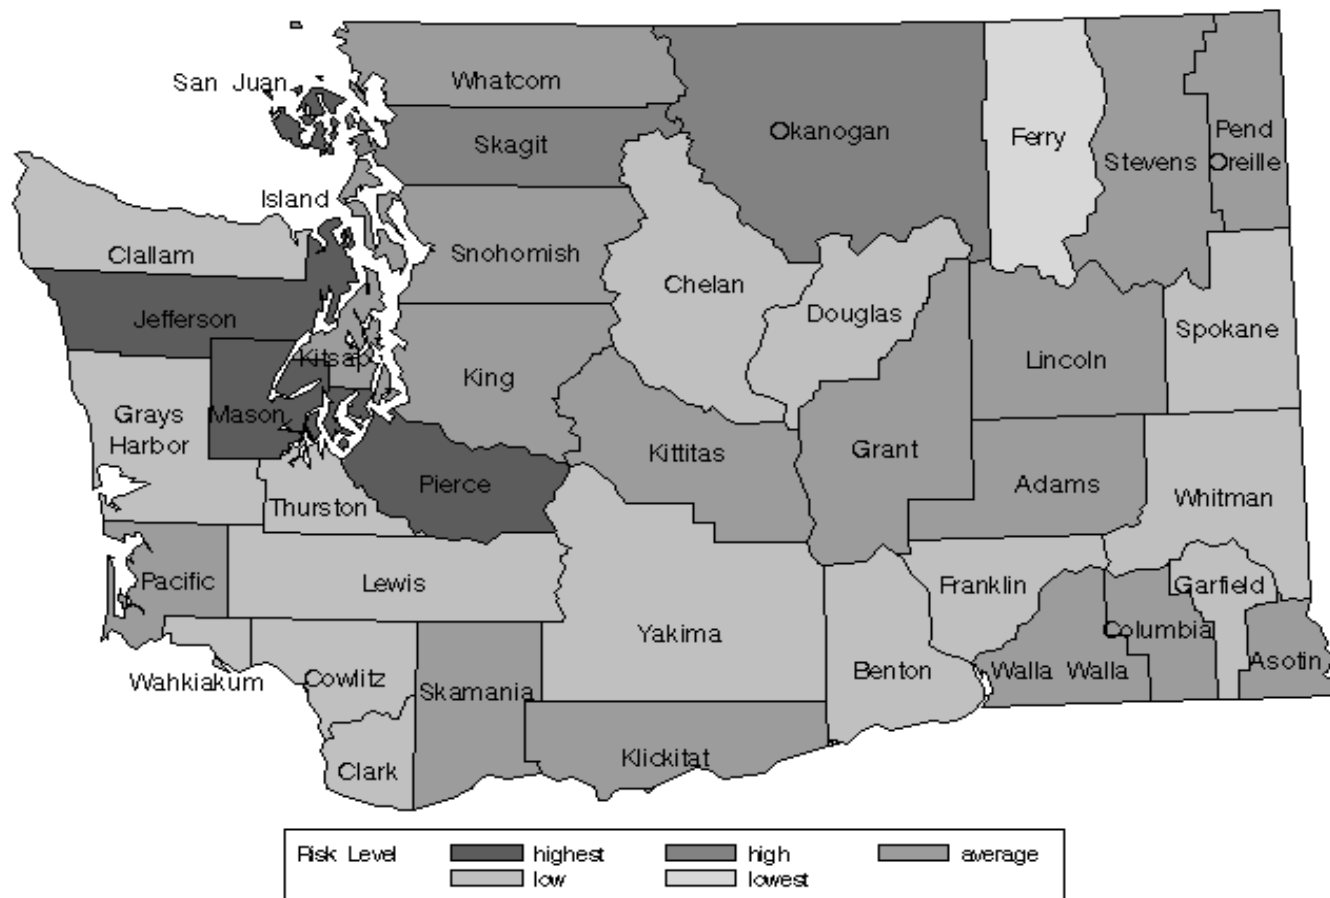 San Juan
Whatcom
Skagit
Okanogan
Ferry
Stevens
Pend
Oreille
Island
Clallam
Snohomish
Chelan
Douglas
Jefferson
Kitsap
King
Lincoln
Spokane
Grays
Harbor
Mason
Kittitas
Grant
Pierce
Adams
Whitman
Thurston
Pacific
Lewis
Franklin
Garfield
Yakima
Columbia
Wahkiakum
Cowlitz
Skamania
Benton
Walla Walla
Asotin
Clark
Klickitat
Risk Level highest high average
low lowest